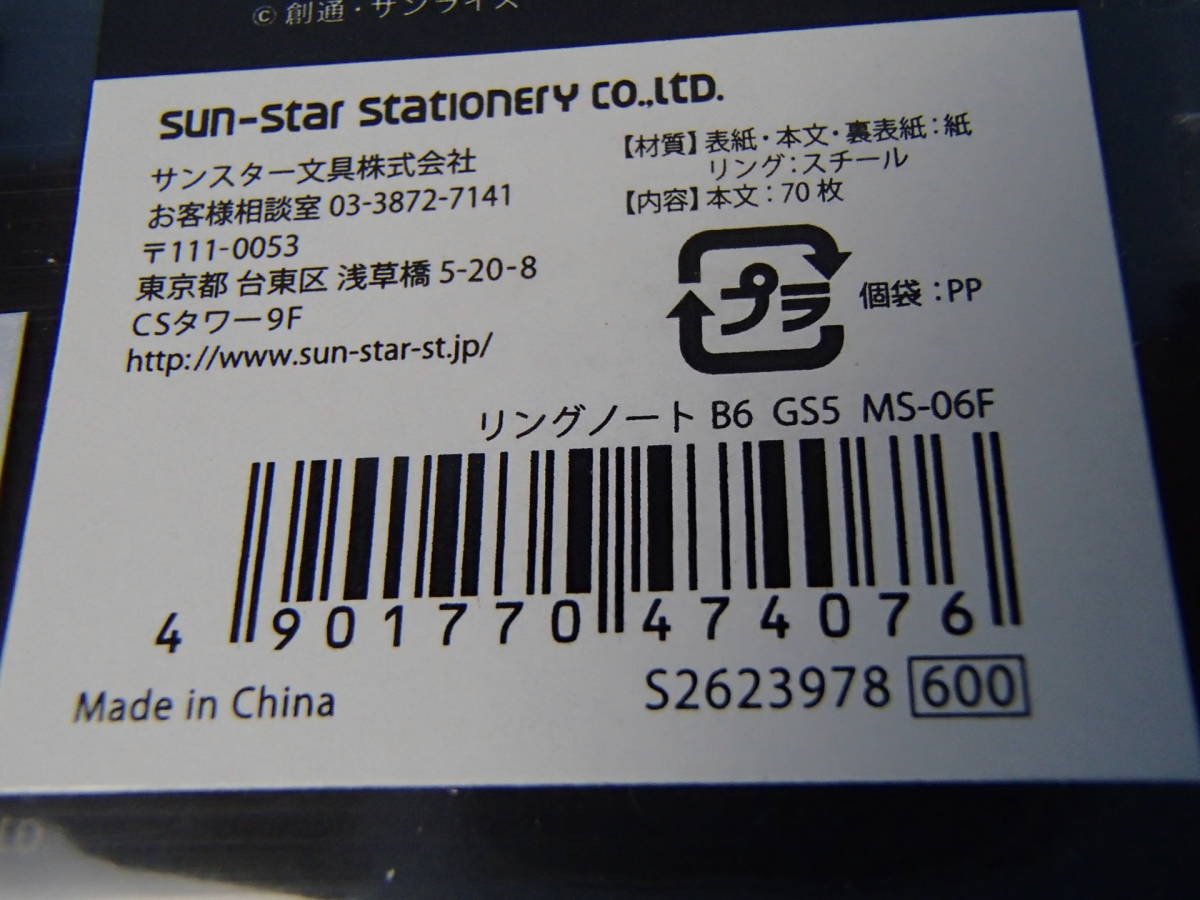 © 創通・サンライズ
sun-star stationery co.,ltd.
サンスター文具株式会社
お客様相談室 03-3872-7141
〒111-0053
東京都 台東区 浅草橋 5-20-8
CSタワー9F
http://www.sun-star-st.jp/
【材質】表紙・本文・裏表紙：紙
リング：スチール
【内容】本文：70 枚
プラ
個袋：PP
リングノート B6 GS5 MS-06F
4 901770 474076
Made in China
S2623978 600